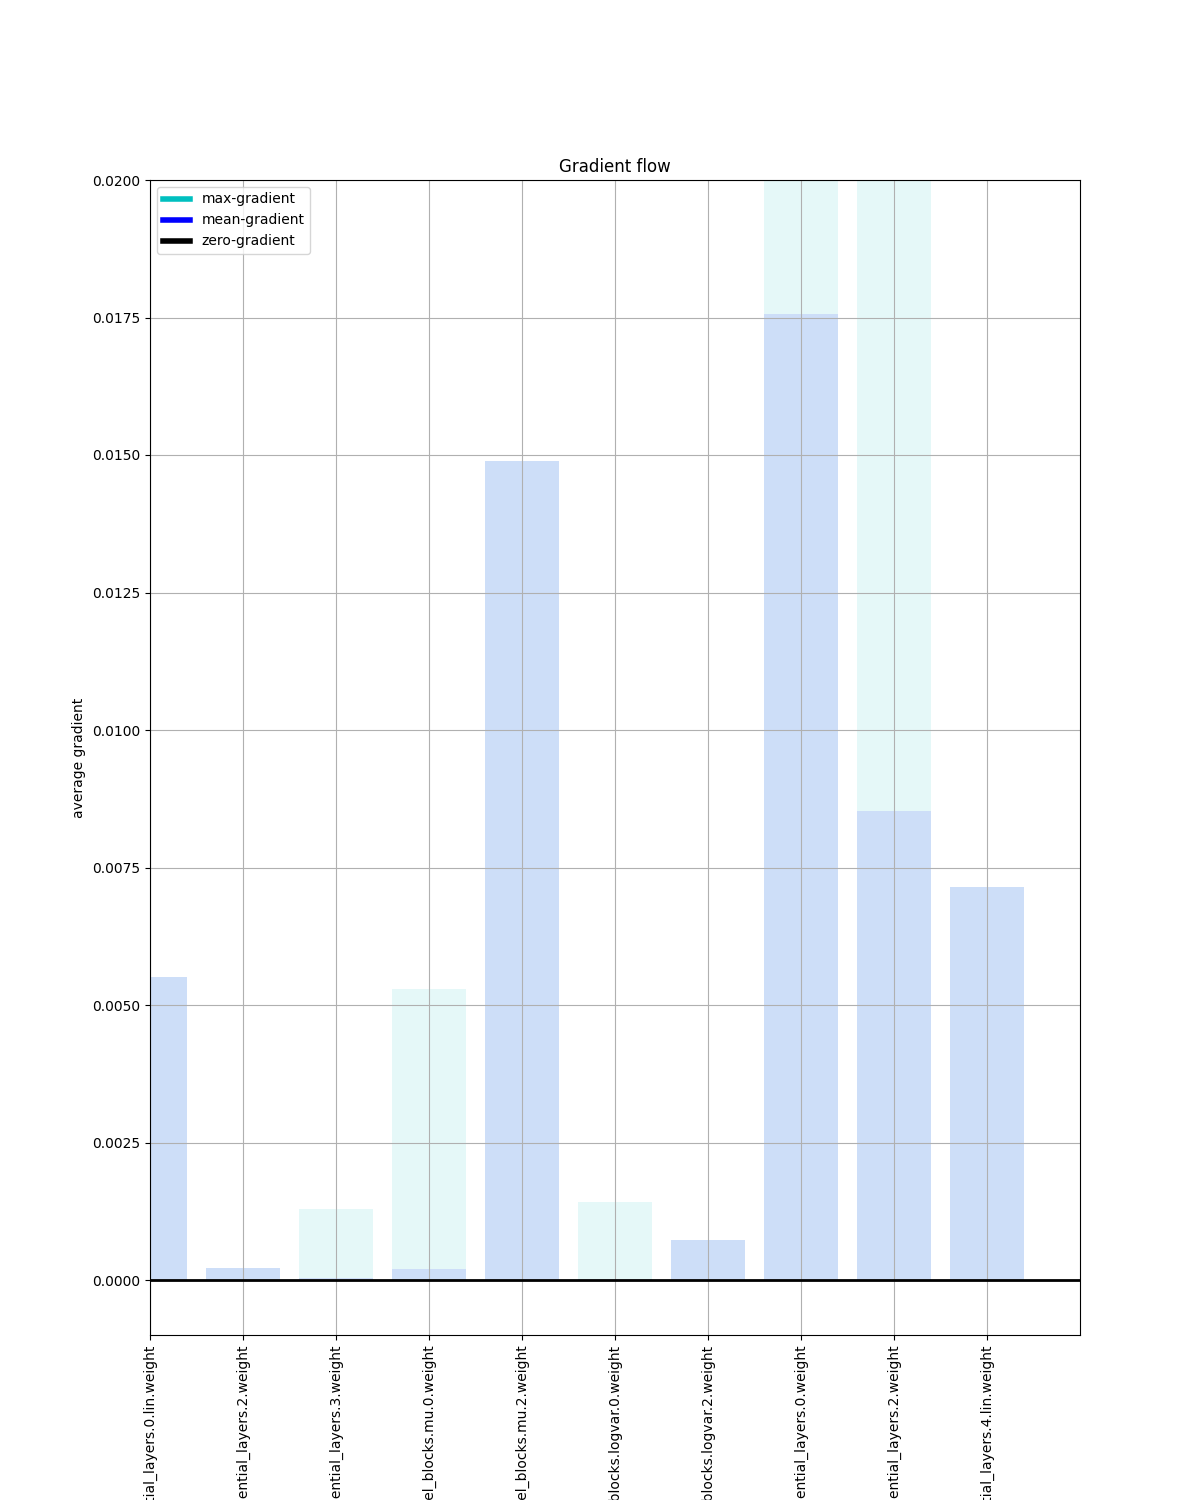 Gradient flow
max-gradient
mean-gradient
zero-gradient
average gradient
0.0200
0.0175
0.0150
0.0125
0.0100
0.0075
0.0050
0.0025
0.0000
tial_layers.0.lin.weight
ential_layers.2.weight
ential_layers.3.weight
el_blocks.mu.0.weight
el_blocks.mu.2.weight
blocks.logvar.0.weight
blocks.logvar.2.weight
ential_layers.0.weight
ential_layers.2.weight
tial_layers.4.lin.weight